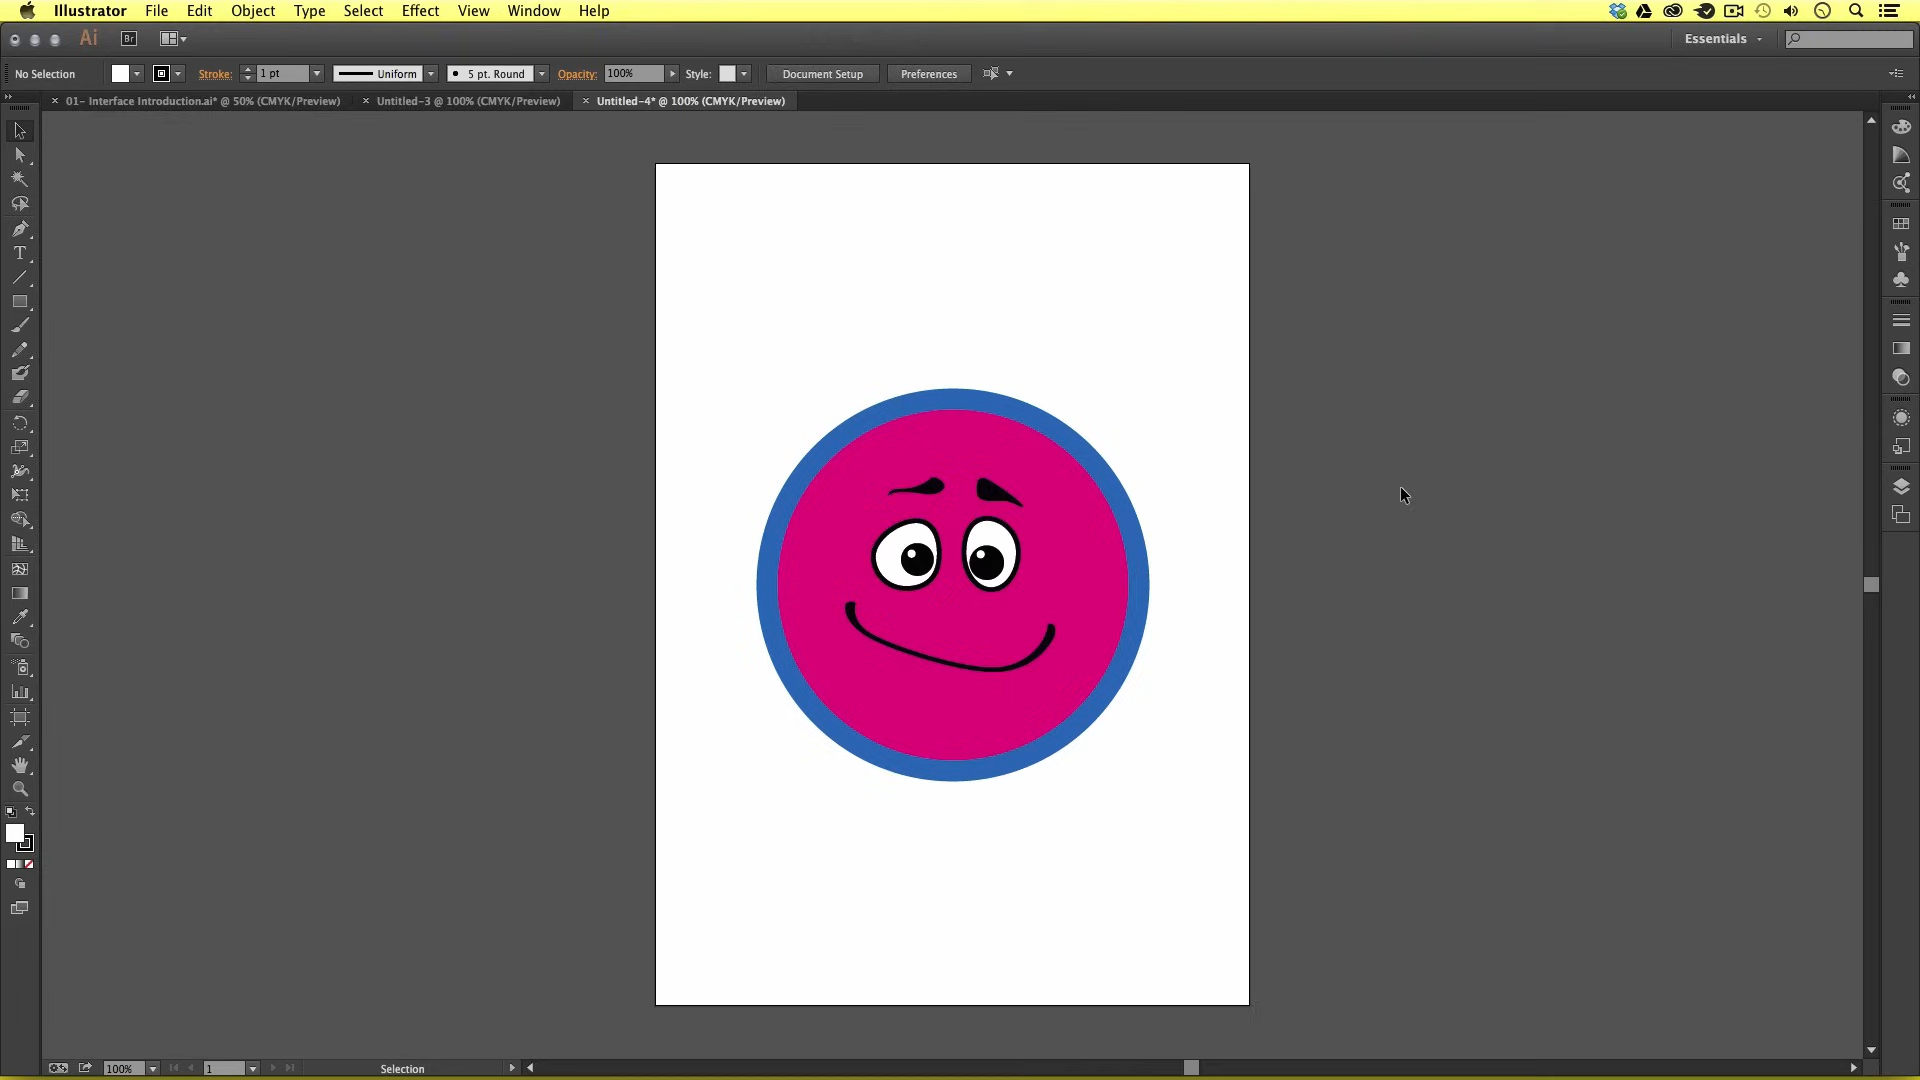 Illustrator File Edit Object Type Select Effect View Window Help
Ai Br Essentials
No Selection Stroke: 1 pt Uniform 5 pt. Round Opacity: 100% Style: Document Setup Preferences
01- Interface Introduction.ai* @ 50% (CMYK/Preview) Untitled-3 @ 100% (CMYK/Preview) Untitled-4* @ 100% (CMYK/Preview)
100% 1 Selection